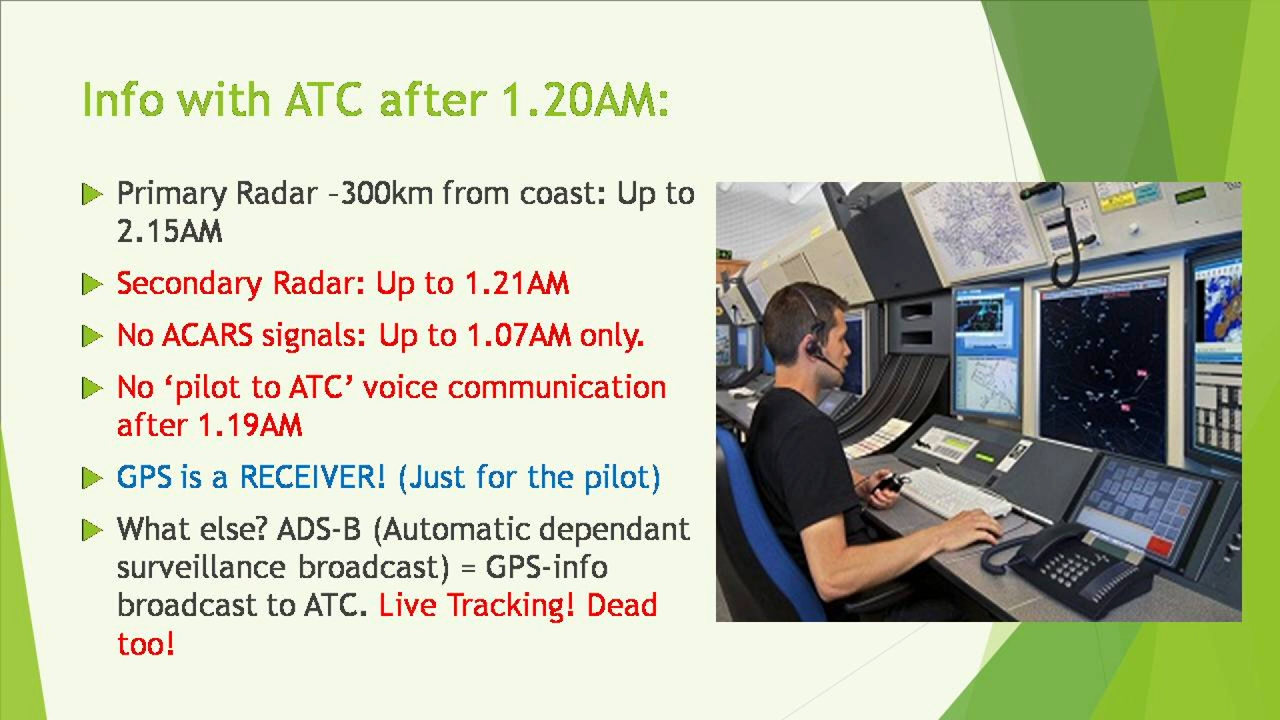 Info with ATC after 1.20AM:
Primary Radar –300km from coast: Up to
2.15AM
Secondary Radar: Up to 1.21AM
No ACARS signals: Up to 1.07AM only.
No ‘pilot to ATC’ voice communication
after 1.19AM
GPS is a RECEIVER! (Just for the pilot)
What else? ADS-B (Automatic dependant
surveillance broadcast) = GPS-info
broadcast to ATC. Live Tracking! Dead
too!